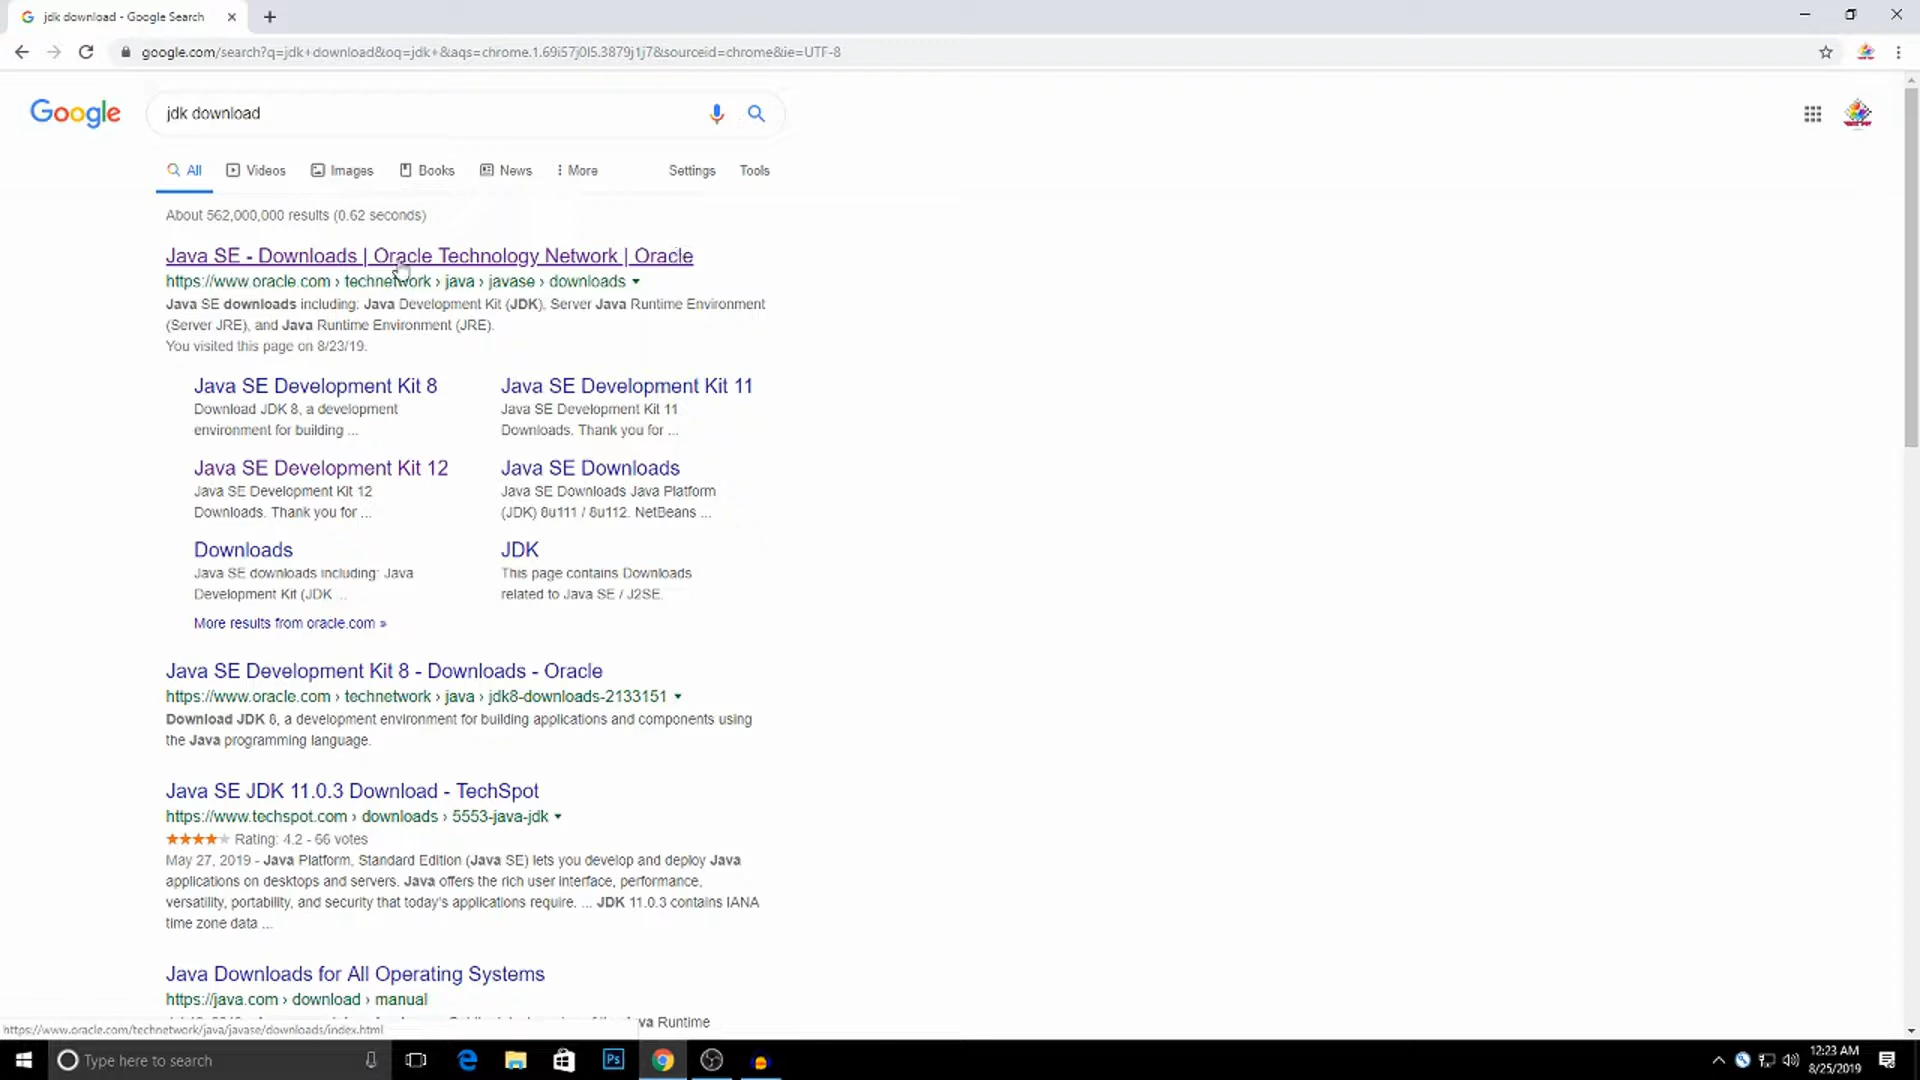 jdk download - Google Search
google.com/search?q=jdk+download&oq=jdk+&aqs=chrome.1.69i57j0l5.3879j1j7&sourceid=chrome&ie=UTF-8
Google
jdk download
All Videos Images Books News More Settings Tools
About 562,000,000 results (0.62 seconds)
Java SE - Downloads | Oracle Technology Network | Oracle
https://www.oracle.com › technetwork › java › javase › downloads
Java SE downloads including: Java Development Kit (JDK), Server Java Runtime Environment
(Server JRE), and Java Runtime Environment (JRE).
You visited this page on 8/23/19.
Java SE Development Kit 8
Download JDK 8, a development
environment for building ...
Java SE Development Kit 11
Java SE Development Kit 11
Downloads. Thank you for ...
Java SE Development Kit 12
Java SE Development Kit 12
Downloads. Thank you for ...
Java SE Downloads
Java SE Downloads Java Platform
(JDK) 8u111 / 8u112. NetBeans ...
Downloads
Java SE downloads including: Java
Development Kit (JDK ...
JDK
This page contains Downloads
related to Java SE / J2SE.
More results from oracle.com »
Java SE Development Kit 8 - Downloads - Oracle
https://www.oracle.com › technetwork › java › jdk8-downloads-2133151
Download JDK 8, a development environment for building applications and components using
the Java programming language.
Java SE JDK 11.0.3 Download - TechSpot
https://www.techspot.com › downloads › 5553-java-jdk
Rating: 4.2 - 66 votes
May 27, 2019 - Java Platform, Standard Edition (Java SE) lets you develop and deploy Java
applications on desktops and servers. Java offers the rich user interface, performance,
versatility, portability, and security that today's applications require. ... JDK 11.0.3 contains IANA
time zone data ...
Java Downloads for All Operating Systems
https://java.com › download › manual
Runtime
https://www.oracle.com/technetwork/java/javase/downloads/index.html
Type here to search
Ps
12:23 AM
8/25/2019